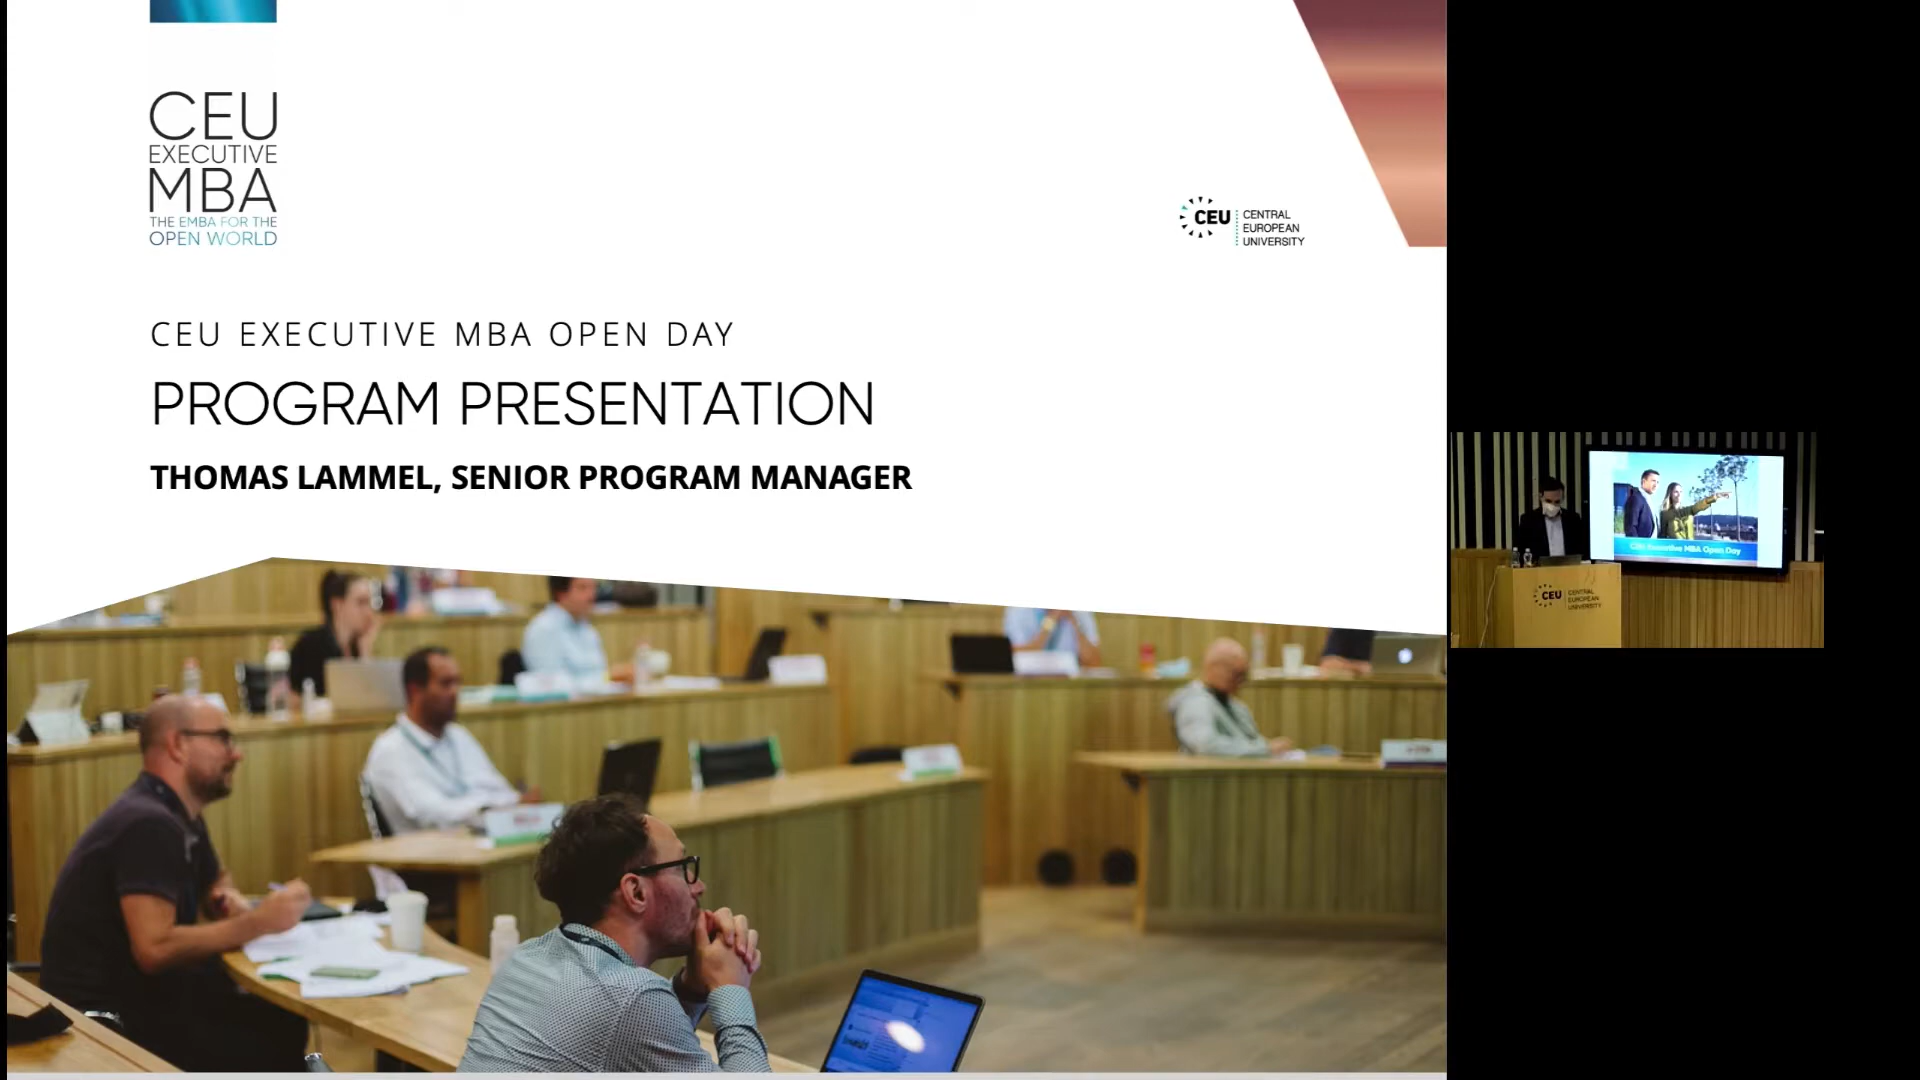 CEU
EXECUTIVE
MBA
THE EMBA FOR THE
OPEN WORLD
CEU
CENTRAL
EUROPEAN
UNIVERSITY
CEU EXECUTIVE MBA OPEN DAY
PROGRAM PRESENTATION
THOMAS LAMMEL, SENIOR PROGRAM MANAGER
CEU Executive MBA Open Day
CEU
CENTRAL
EUROPEAN
UNIVERSITY